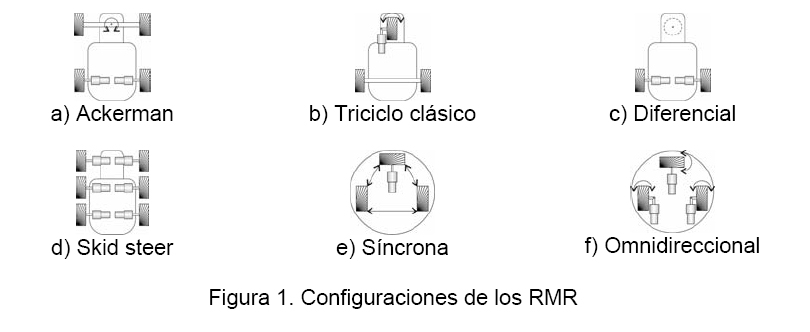 a) Ackerman
b) Triciclo clásico
c) Diferencial
d) Skid steer
e) Síncrona
f) Omnidireccional
Figura 1. Configuraciones de los RMR